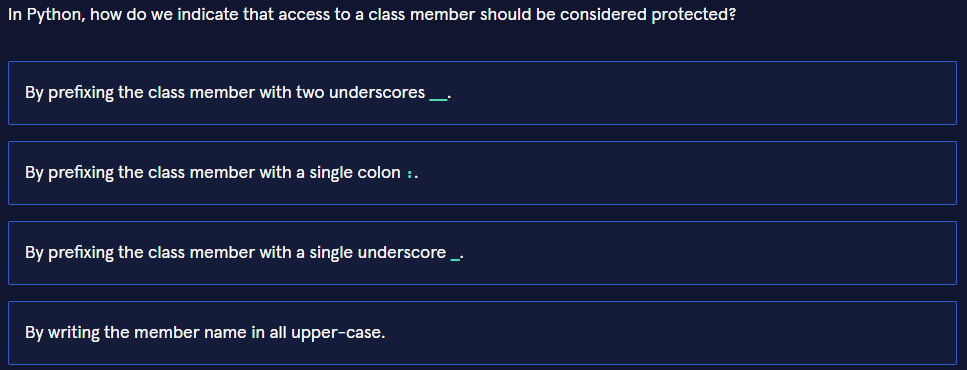 In Python, how do we indicate that access to a class member should be considered protected?
By prefixing the class member with two underscores __.
By prefixing the class member with a single colon :.
By prefixing the class member with a single underscore _.
By writing the member name in all upper-case.